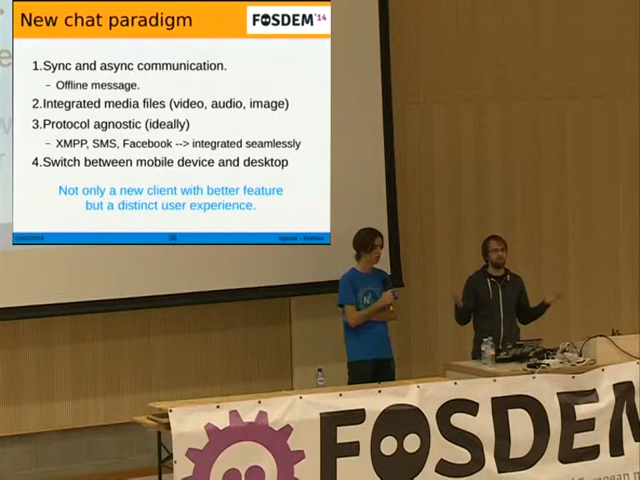 New chat paradigm
FOSDEM'14
1.Sync and async communication.
– Offline message.
2.Integrated media files (video, audio, image)
3.Protocol agnostic (ideally)
– XMPP, SMS, Facebook --> integrated seamlessly
4.Switch between mobile device and desktop
Not only a new client with better feature
but a distinct user experience.
36
FOSDEM